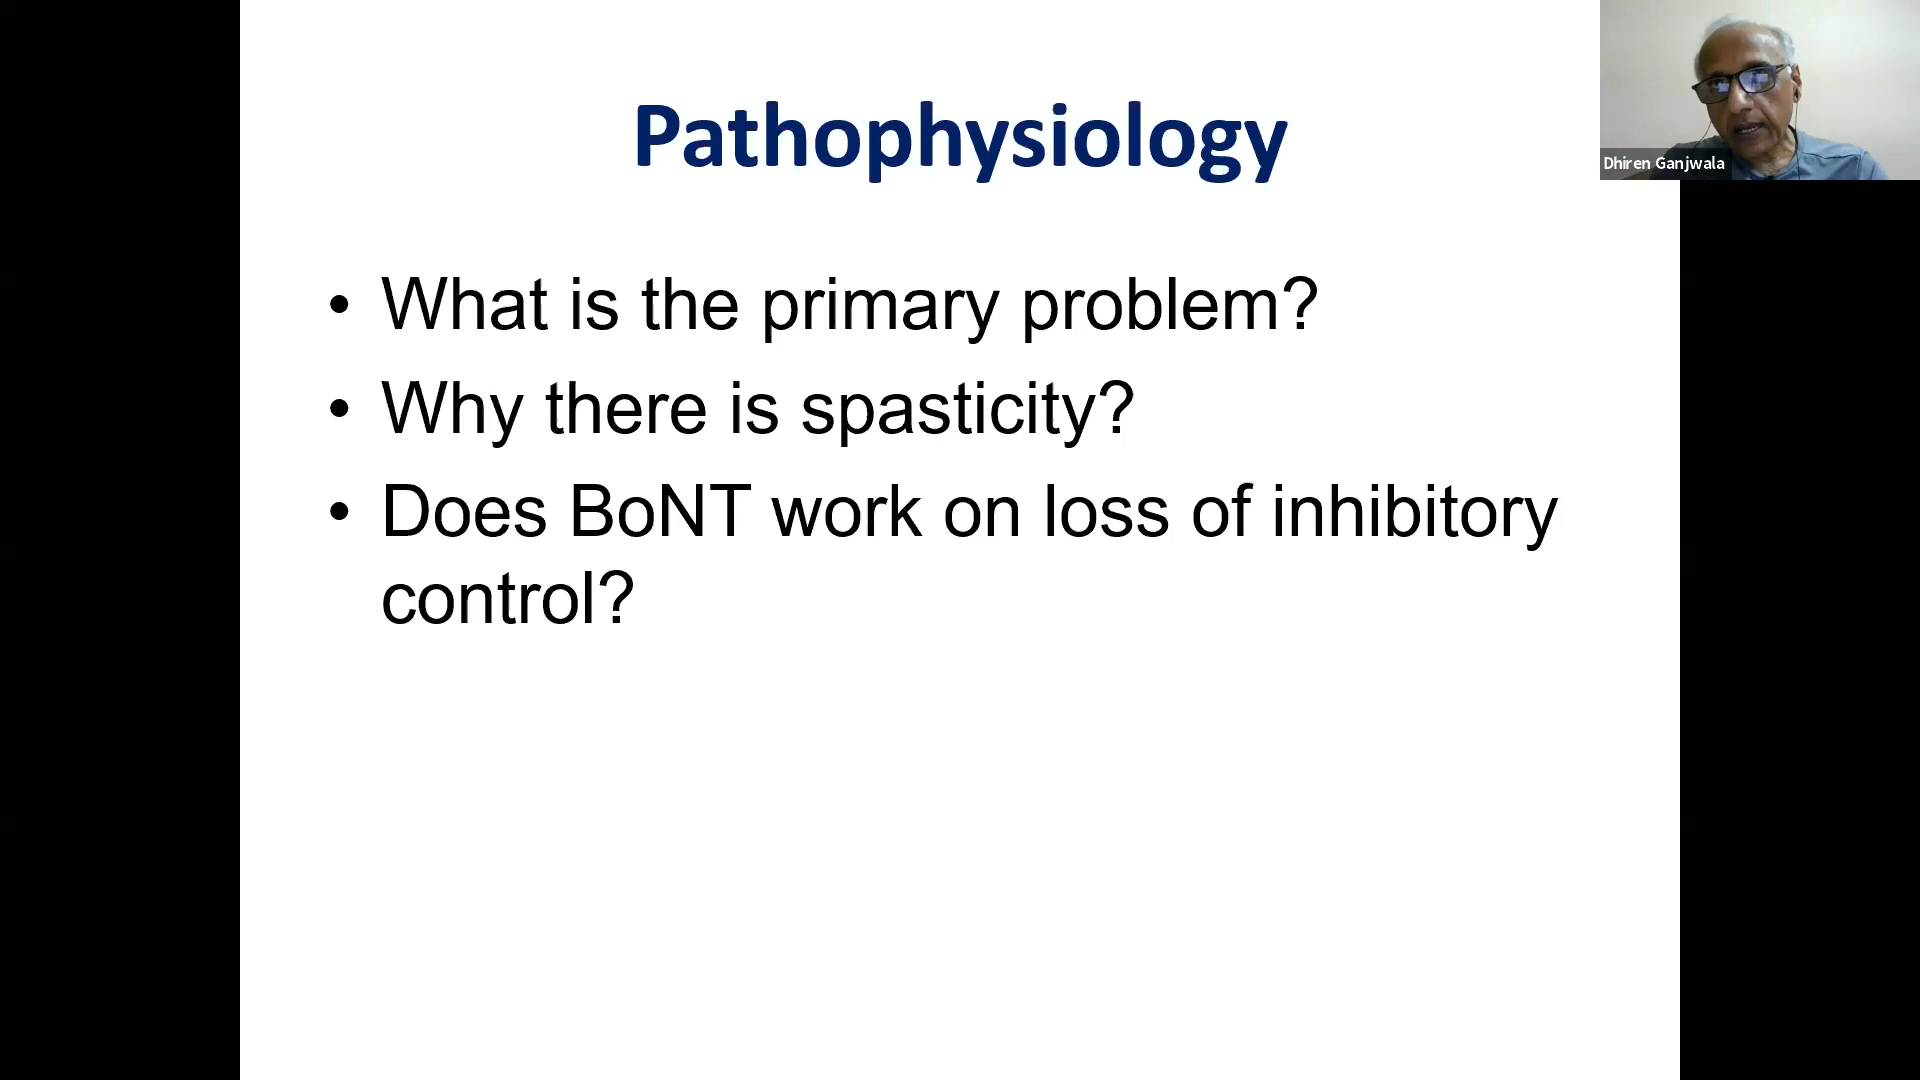 Pathophysiology
Dhiren Ganjwala
• What is the primary problem?
• Why there is spasticity?
• Does BoNT work on loss of inhibitory
control?